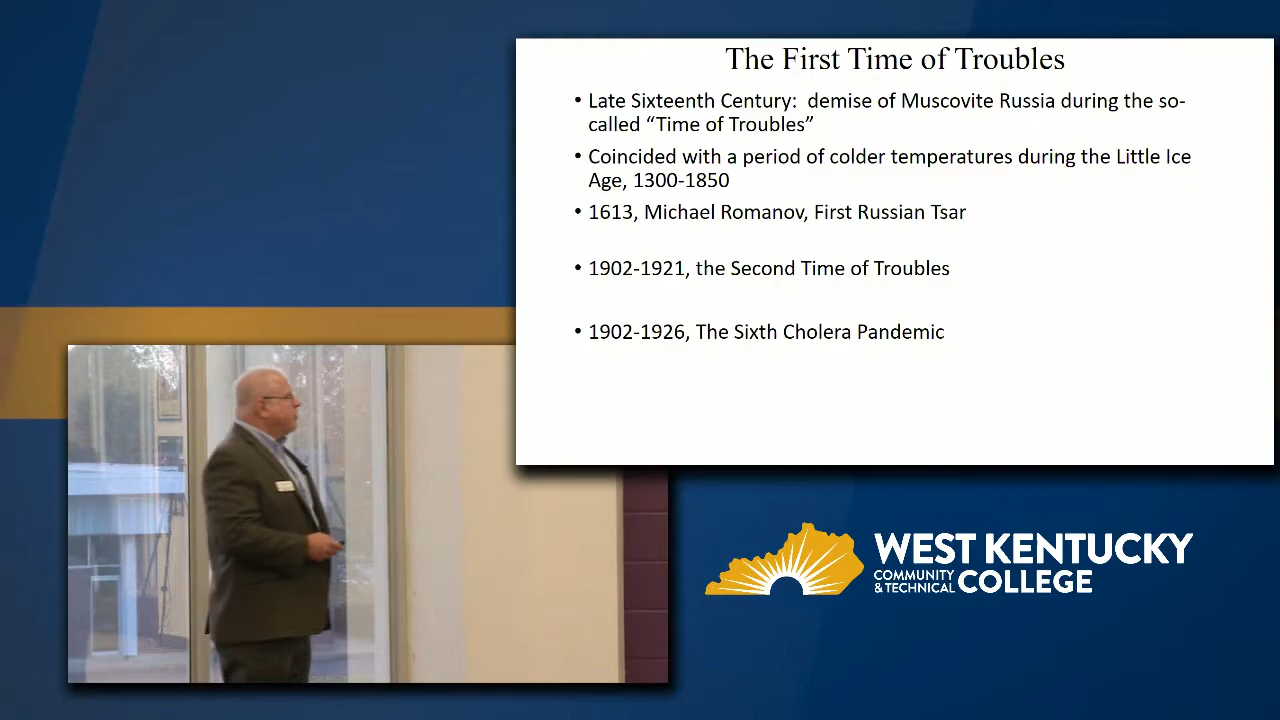 The First Time of Troubles
• Late Sixteenth Century:  demise of Muscovite Russia during the so-
called “Time of Troubles”
• Coincided with a period of colder temperatures during the Little Ice
Age, 1300-1850
• 1613, Michael Romanov, First Russian Tsar
• 1902-1921, the Second Time of Troubles
• 1902-1926, The Sixth Cholera Pandemic
WEST KENTUCKY
COMMUNITY
& TECHNICAL
COLLEGE